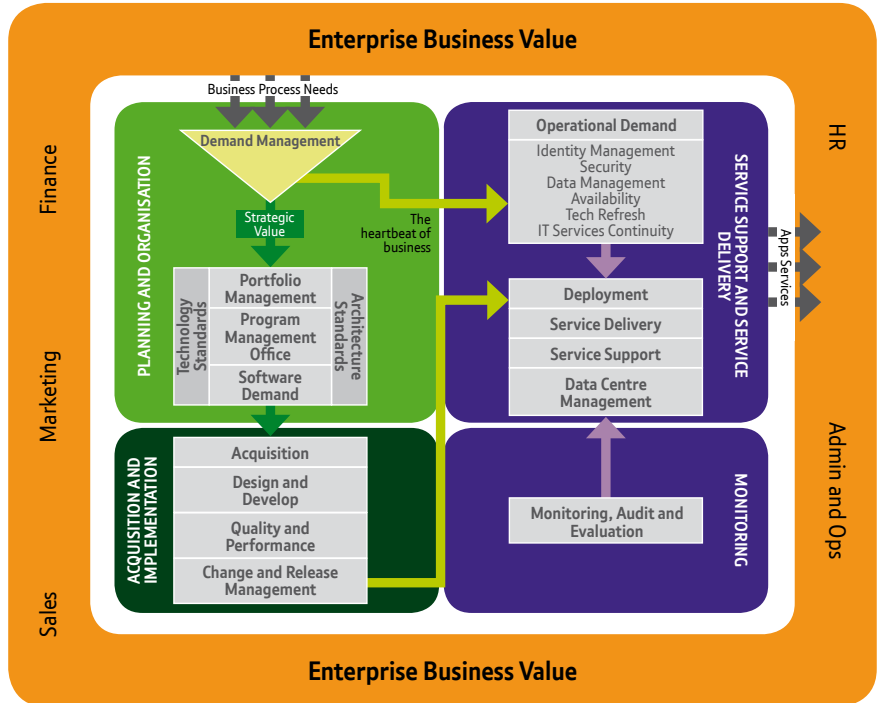 Enterprise Business Value
Finance
Marketing
Sales
HR
Admin and Ops
Business Process Needs
PLANNING AND ORGANISATION
Demand Management
Strategic
Value
The
heartbeat of
business
Technology
Standards
Portfolio
Management
Program
Management
Office
Software
Demand
Architecture
Standards
SERVICE SUPPORT AND SERVICE
DELIVERY
Operational Demand
Identity Management
Security
Data Management
Availability
Tech Refresh
IT Services Continuity
Deployment
Service Delivery
Service Support
Data Centre
Management
Apps Services
ACQUISITION AND
IMPLEMENTATION
Acquisition
Design and
Develop
Quality and
Performance
Change and Release
Management
MONITORING
Monitoring, Audit and
Evaluation
Enterprise Business Value